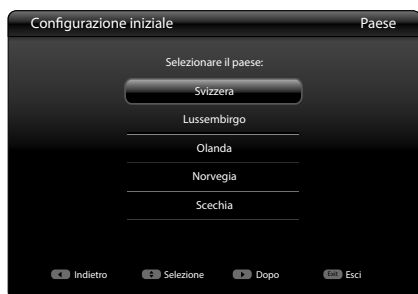 Configurazione iniziale Paese
Selezionare il paese:
Svizzera
Lussembirgo
Olanda
Norvegia
Scechia
Indietro Selezione Dopo Exit Esci